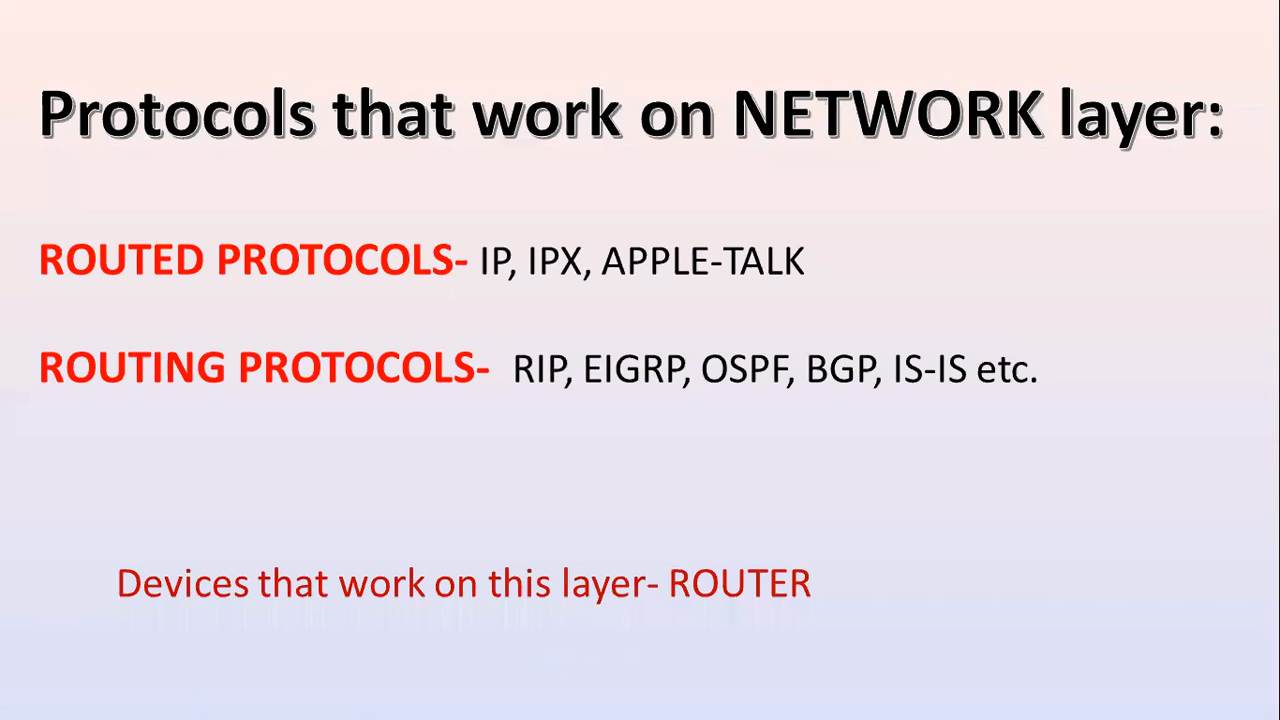 Protocols that work on NETWORK layer:
ROUTED PROTOCOLS- IP, IPX, APPLE-TALK
ROUTING PROTOCOLS- RIP, EIGRP, OSPF, BGP, IS-IS etc.
Devices that work on this layer- ROUTER